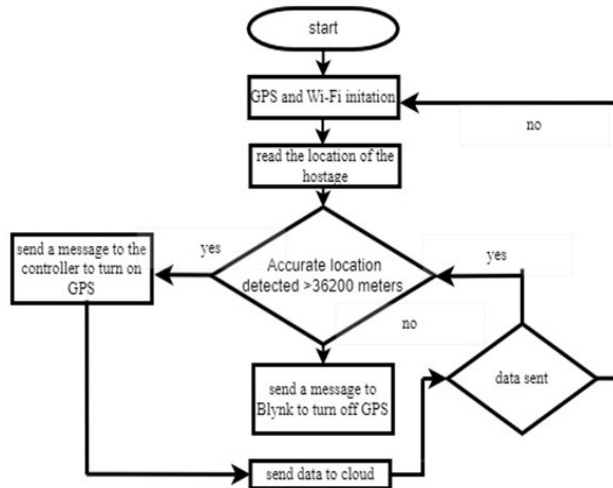 start
GPS and Wi-Fi initation
no
read the location of the
hostage
send a message to the
controller to turn on
GPS
yes
Accurate location
detected >36200 meters
yes
no
send a message to
Blynk to turn off GPS
data sent
send data to cloud